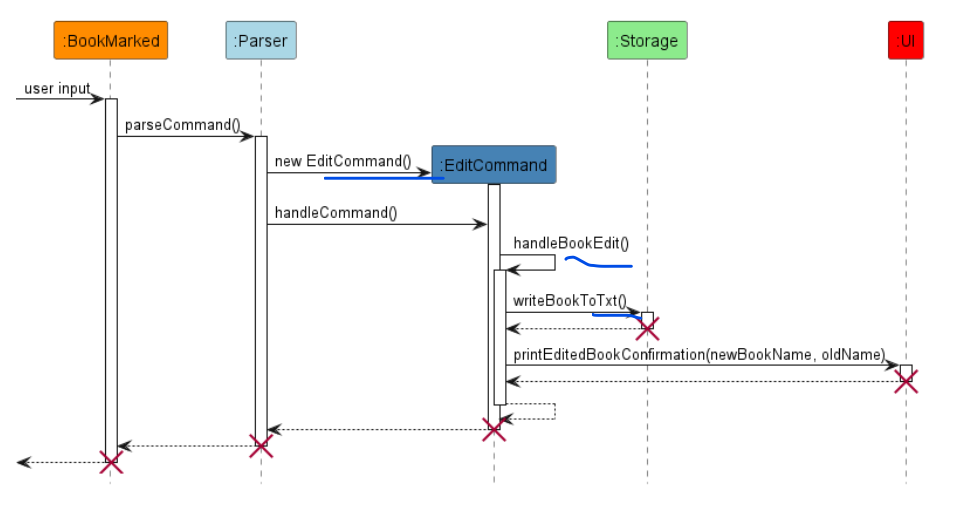 :BookMarked
:Parser
:Storage
:Ui
user input
parseCommand()
new EditCommand()
:EditCommand
handleCommand()
handleBookEdit()
writeBookToTxt()
printEditedBookConfirmation(newBookName, oldName)